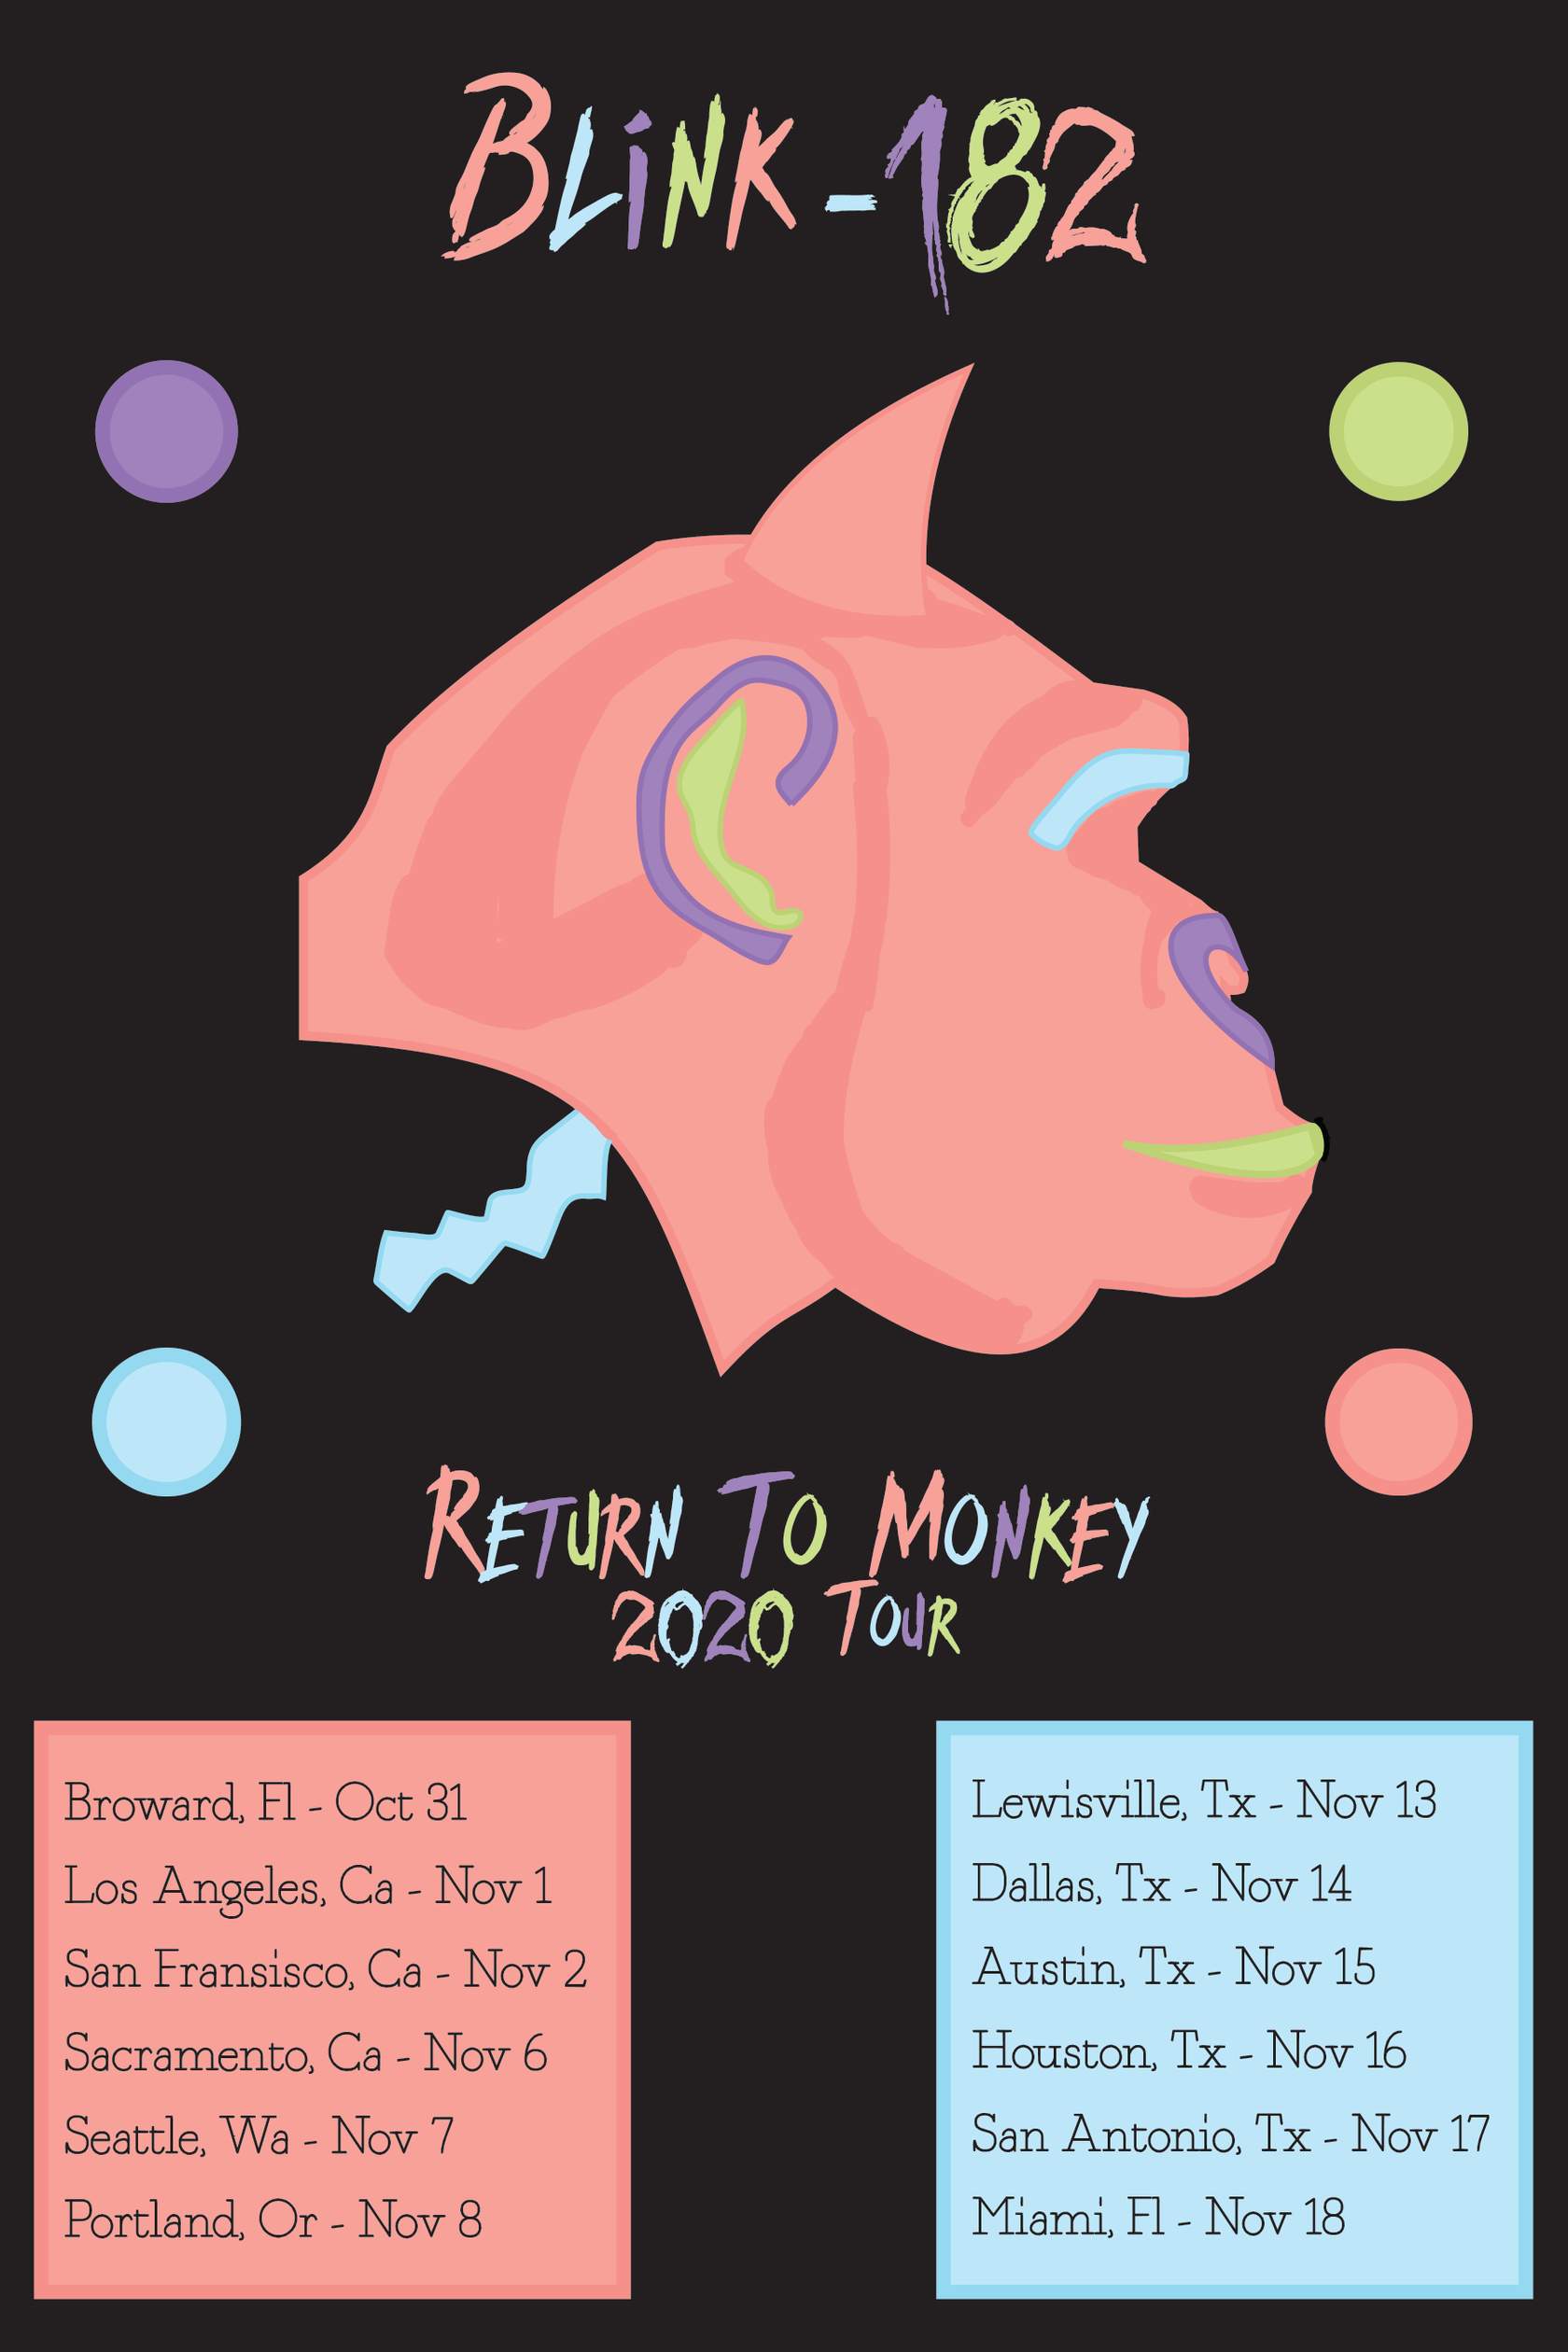 BLiNK-182
RETURN TO MONKEY
2020 TOUR
Broward, Fl - Oct 31
Los Angeles, Ca - Nov 1
San Fransisco, Ca - Nov 2
Sacramento, Ca - Nov 6
Seattle, Wa - Nov 7
Portland, Or - Nov 8
Lewisville, Tx - Nov 13
Dallas, Tx - Nov 14
Austin, Tx - Nov 15
Houston, Tx - Nov 16
San Antonio, Tx - Nov 17
Miami, Fl - Nov 18